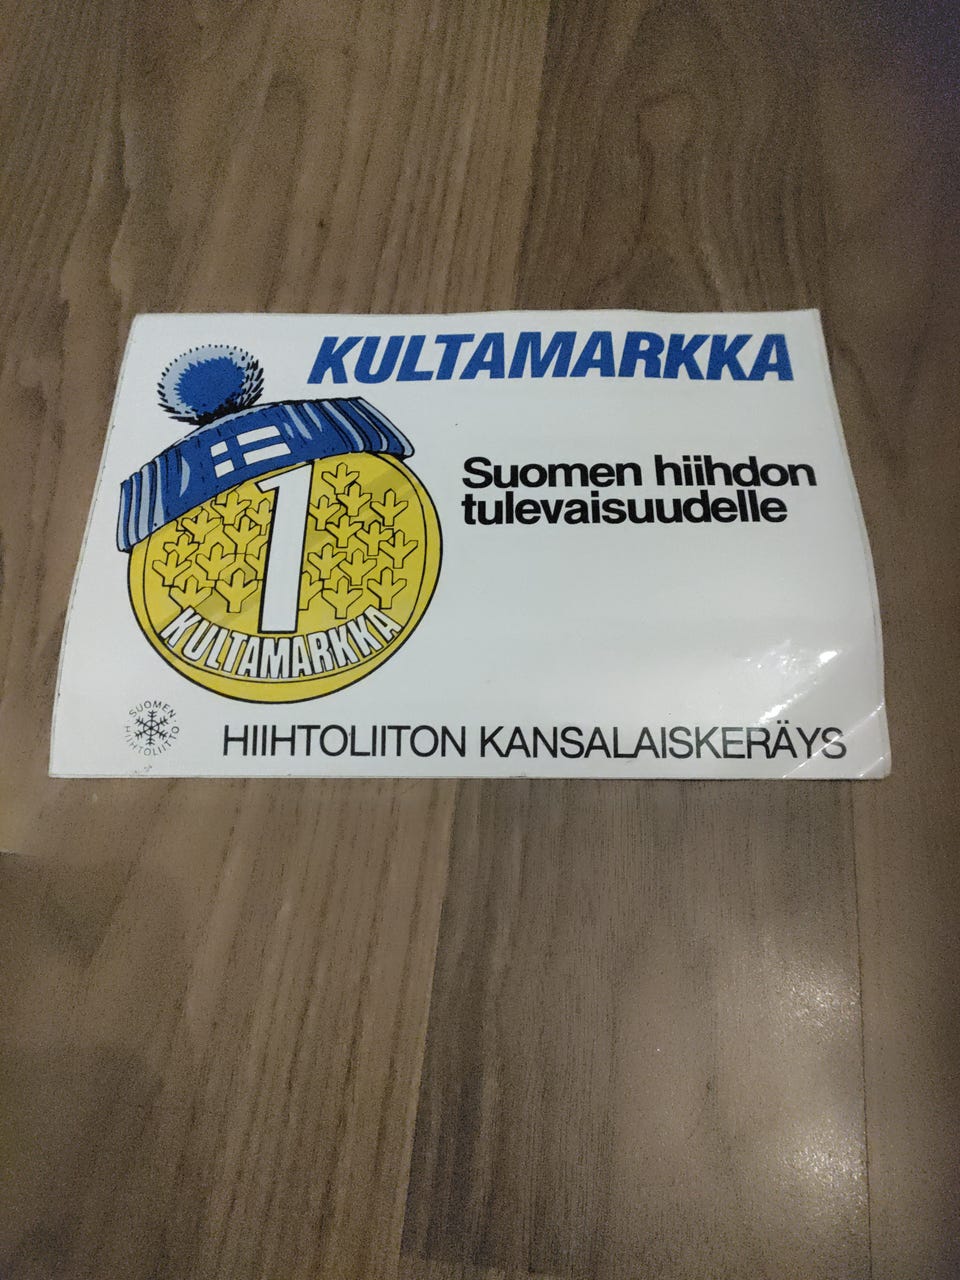 KULTAMARKKA
Suomen hiihdon
tulevaisuudelle
1
KULTAMARKKA
SUOMEN
HIIHTOLIITTO
HIIHTOLIITON KANSALAISKERÄYS